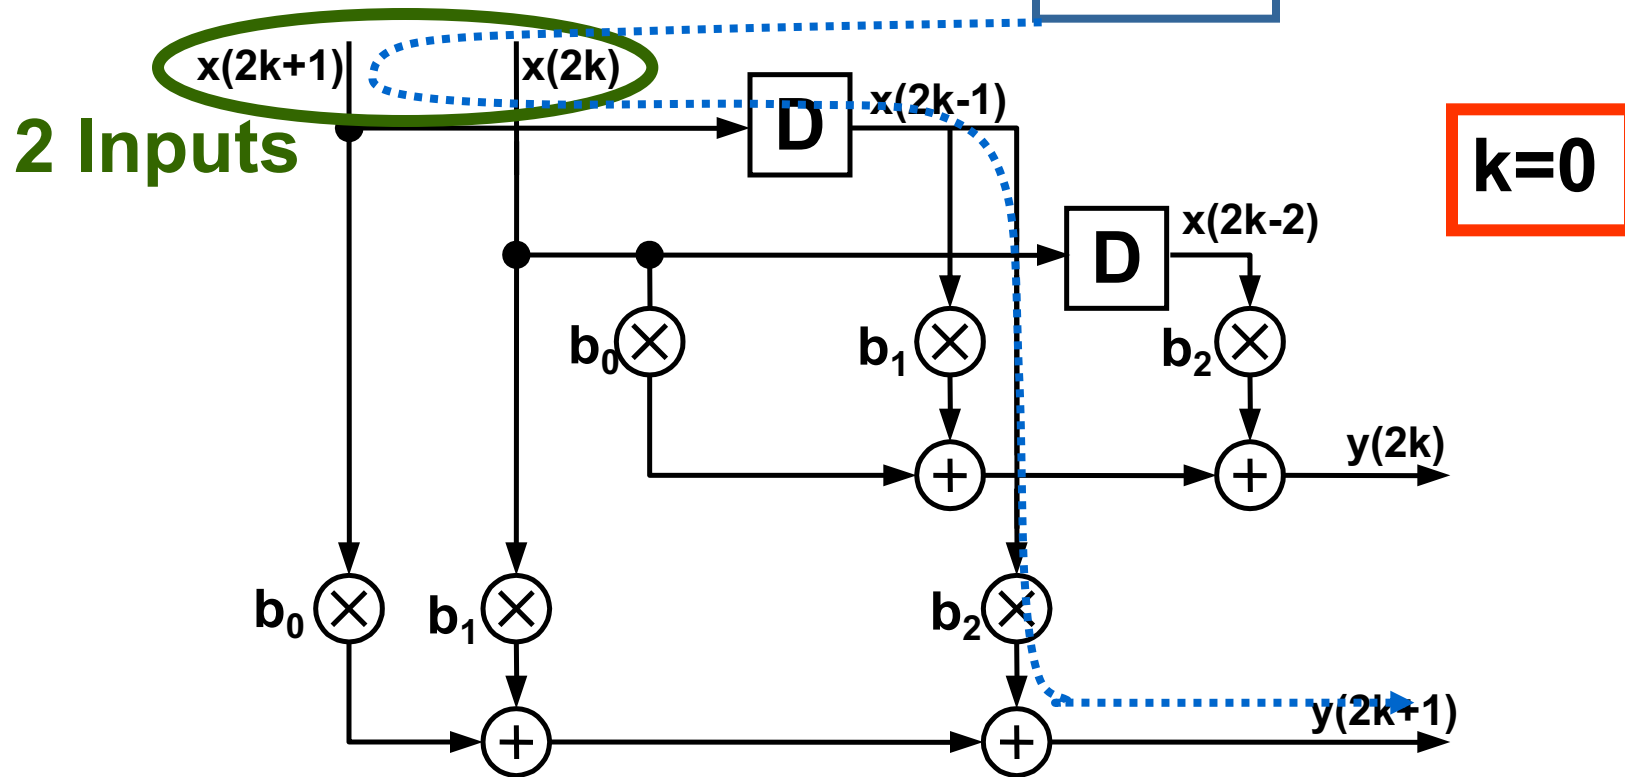 x(2k+1) x(2k)
2 Inputs
D
x(2k-1)
k=0
D
x(2k-2)
b₀
b₁
b₂
y(2k)
b₀
b₁
b₂
y(2k+1)